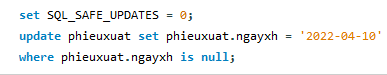 set SQL_SAFE_UPDATES = 0;
update phieuxuat set phieuxuat.ngayxh = '2022-04-10'
where phieuxuat.ngayxh is null;